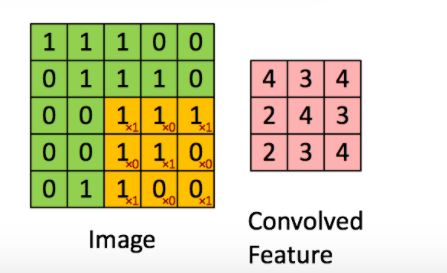 1 1 1 0 0
0 1 1 1 0
0 0 1×1 1×0 1×1
0 0 1×0 1×1 0×0
0 1 1×1 0×0 0×1
4 3 4
2 4 3
2 3 4
Image
Convolved
Feature